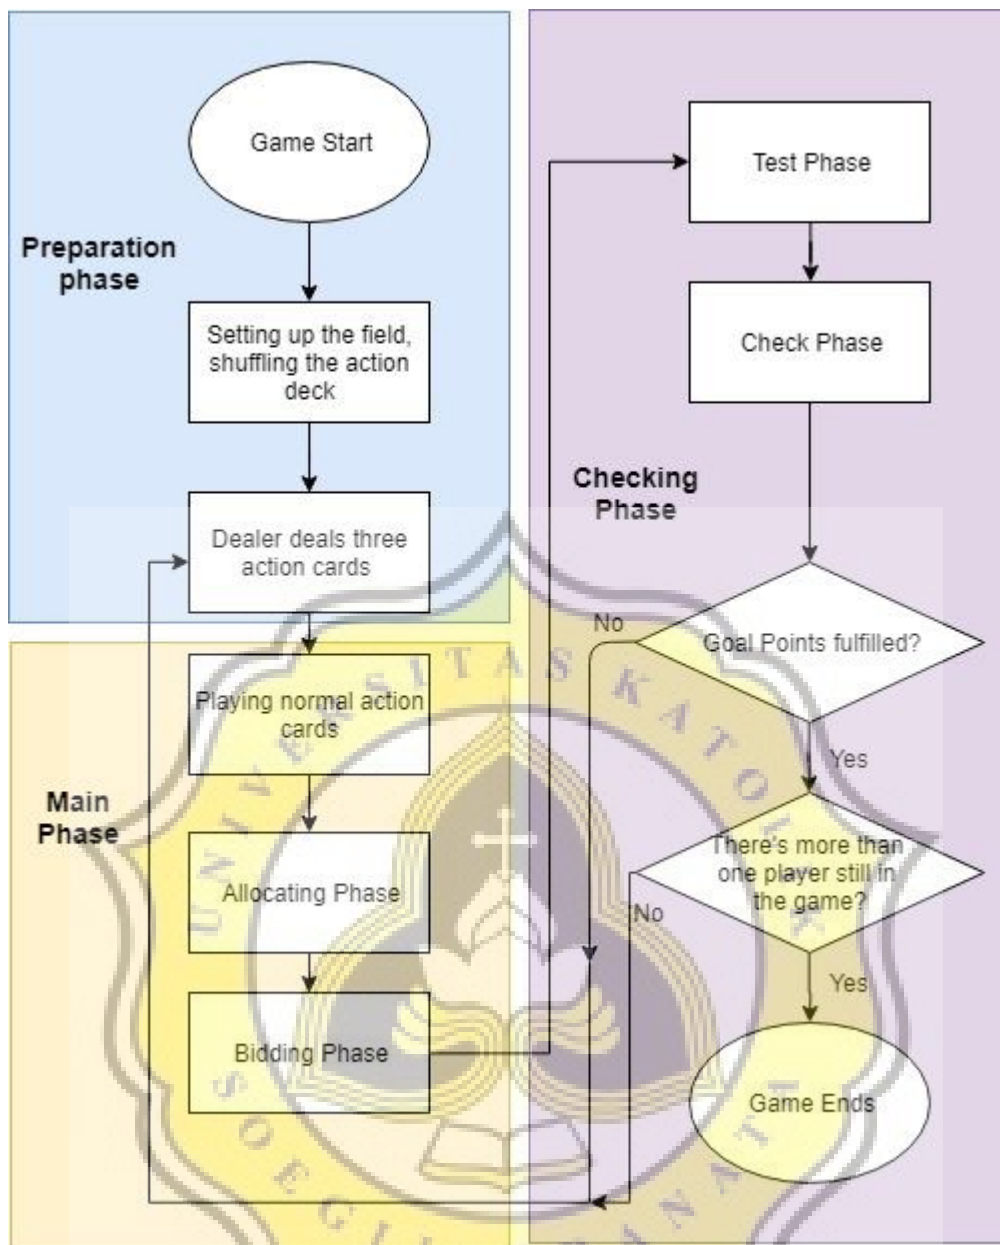 Game Start
Preparation
phase
Setting up the field,
shuffling the action
deck
Dealer deals three
action cards
Playing normal action
cards
Main
Phase
Allocating Phase
Bidding Phase
Test Phase
Check Phase
Checking
Phase
No
Goal Points fulfilled?
Yes
There's more than
one player still in
the game?
No
Yes
Game Ends
UNIVERSITAS KATOLIK